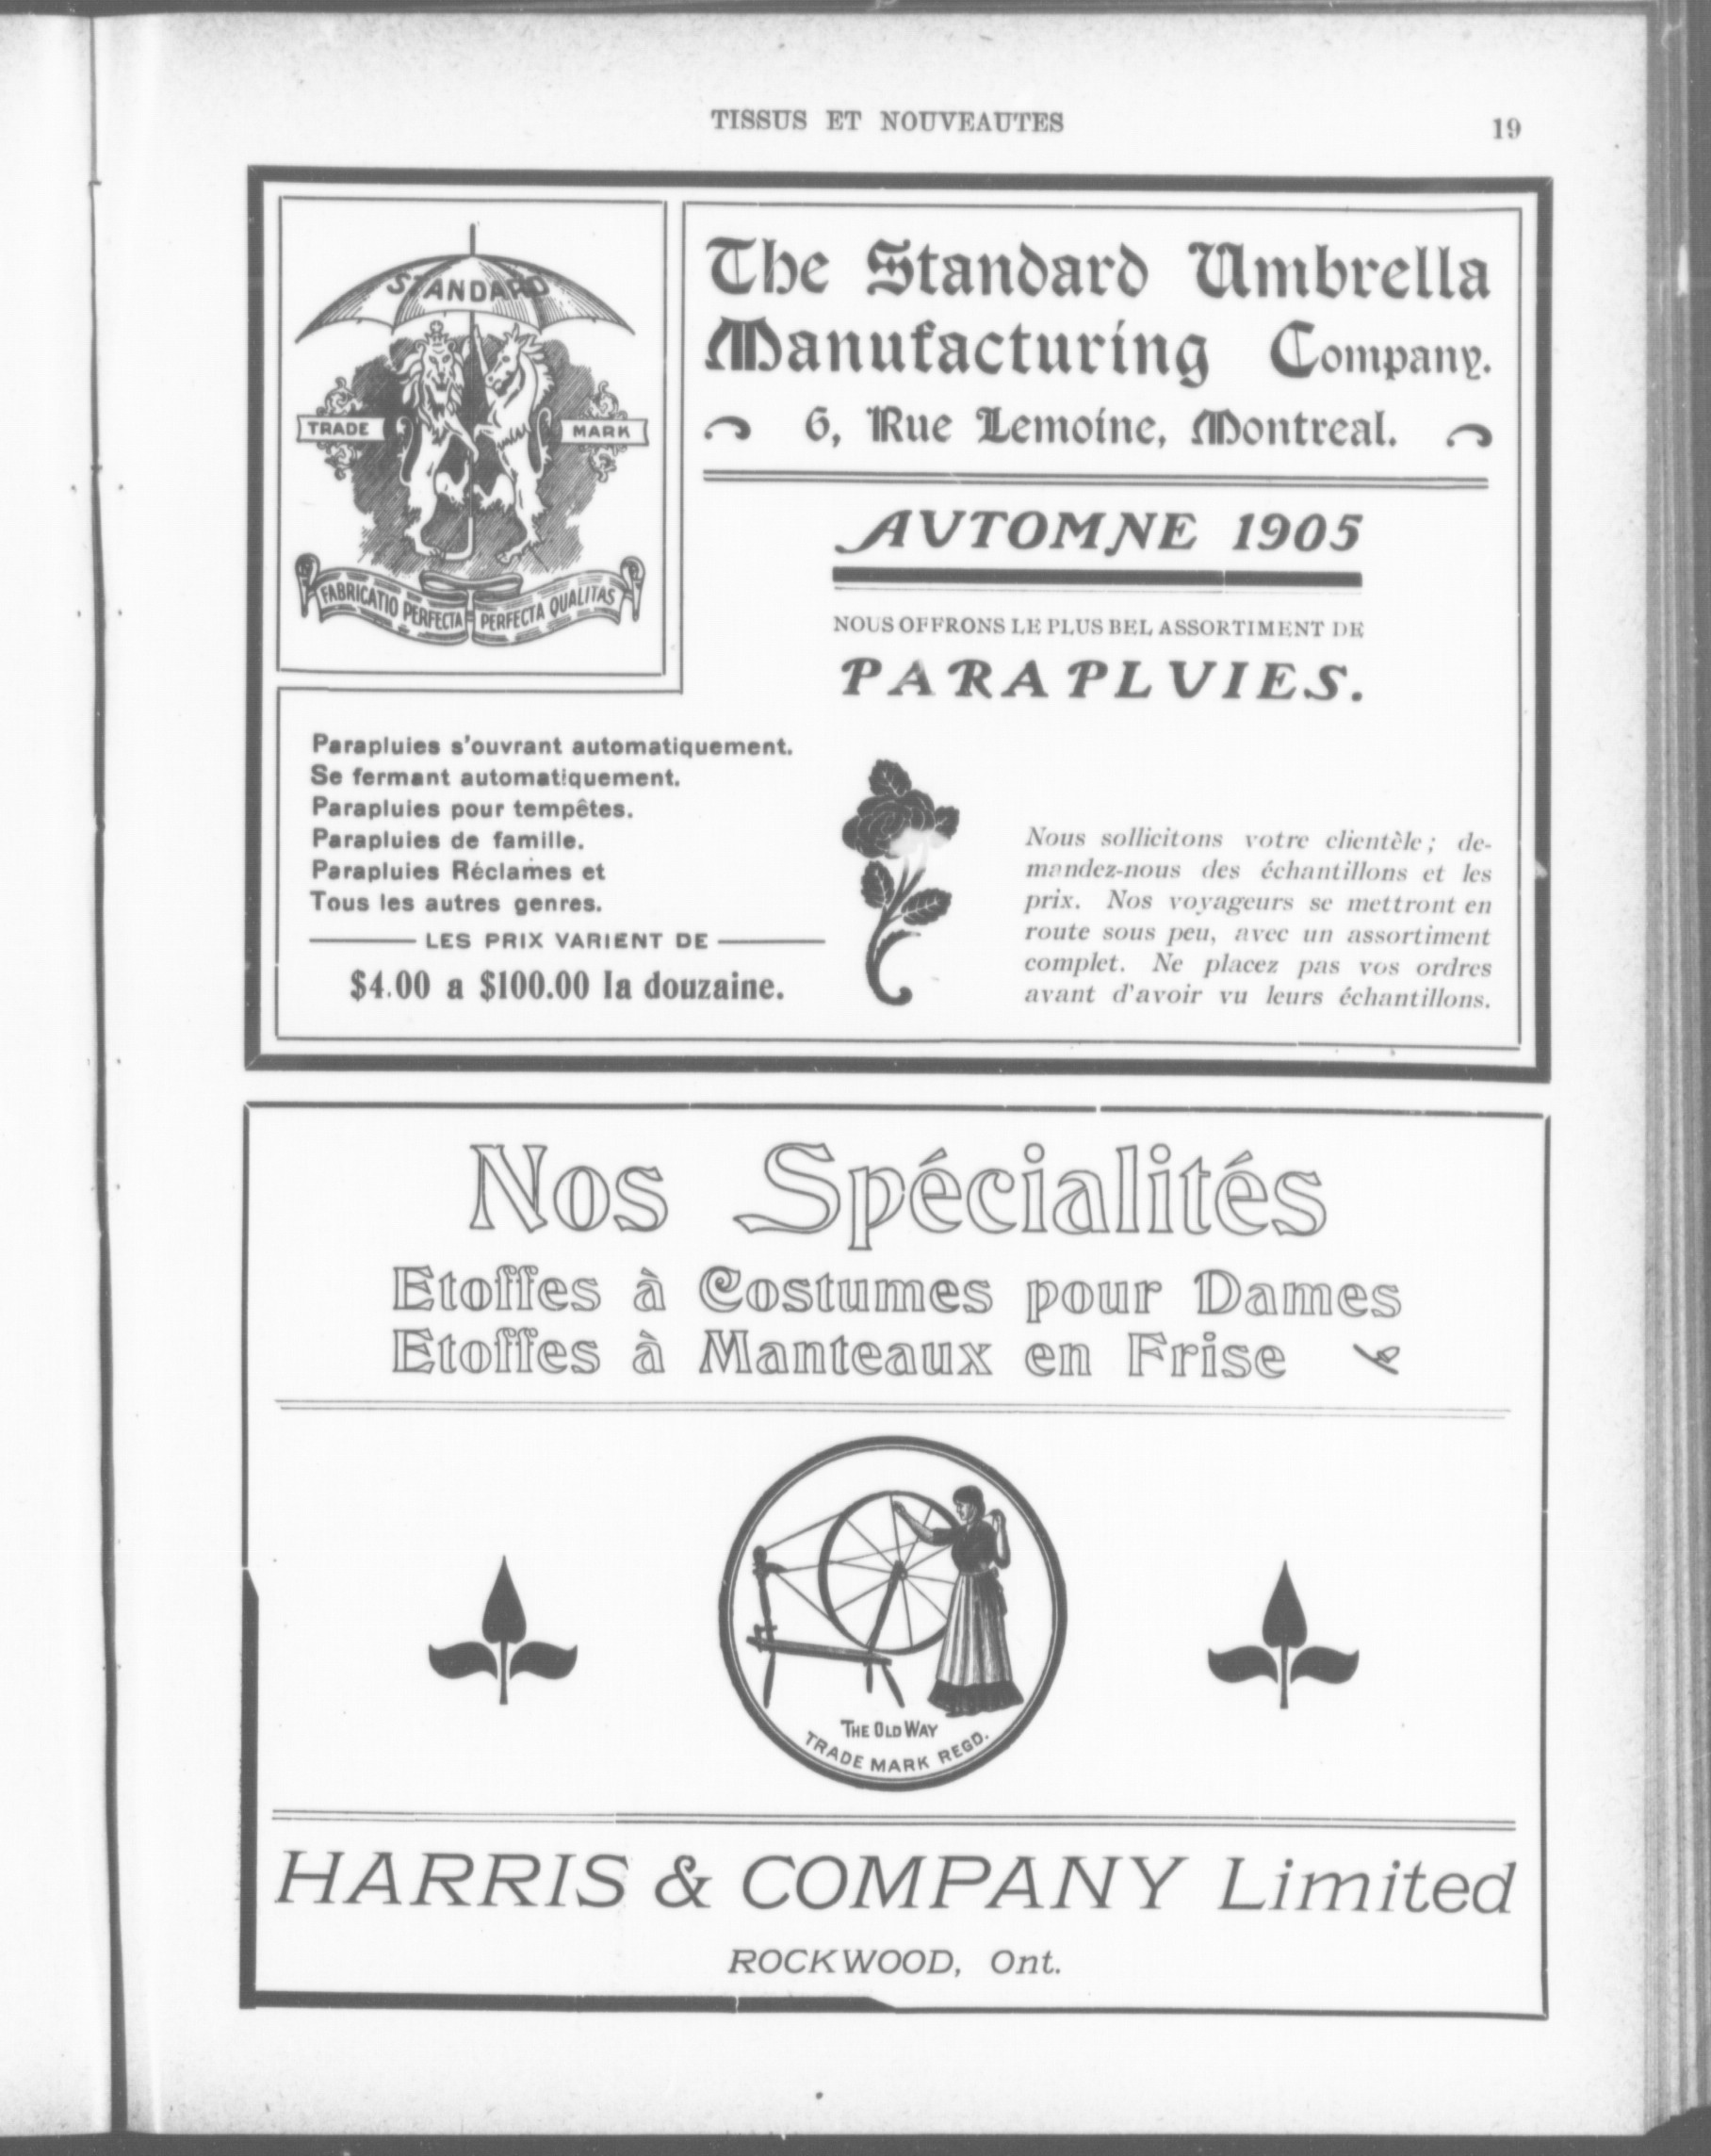 TISSUS ET NOUVEAUTES
19
STANDARD
TRADE MARK
FABRICATIO PERFECTA PERFECTA QUALITAS
The Standard Umbrella
Manufacturing Company.
6, Rue Lemoine, Montreal.
AUTOMNE 1905
NOUS OFFRONS LE PLUS BEL ASSORTIMENT DE
PARAPLUIES.
Parapluies s'ouvrant automatiquement.
Se fermant automatiquement.
Parapluies pour tempêtes.
Parapluies de famille.
Parapluies Réclames et
Tous les autres genres.
LES PRIX VARIENT DE
$4.00 a $100.00 la douzaine.
Nous sollicitons votre clientèle; de-
mandez-nous des échantillons et les
prix. Nos voyageurs se mettront en
route sous peu, avec un assortiment
complet. Ne placez pas vos ordres
avant d'avoir vu leurs échantillons.
Nos Spécialités
Etoffes à Costumes pour Dames
Etoffes à Manteaux en Frise
THE OLD WAY
TRADE MARK REGD.
HARRIS & COMPANY Limited
ROCKWOOD, Ont.